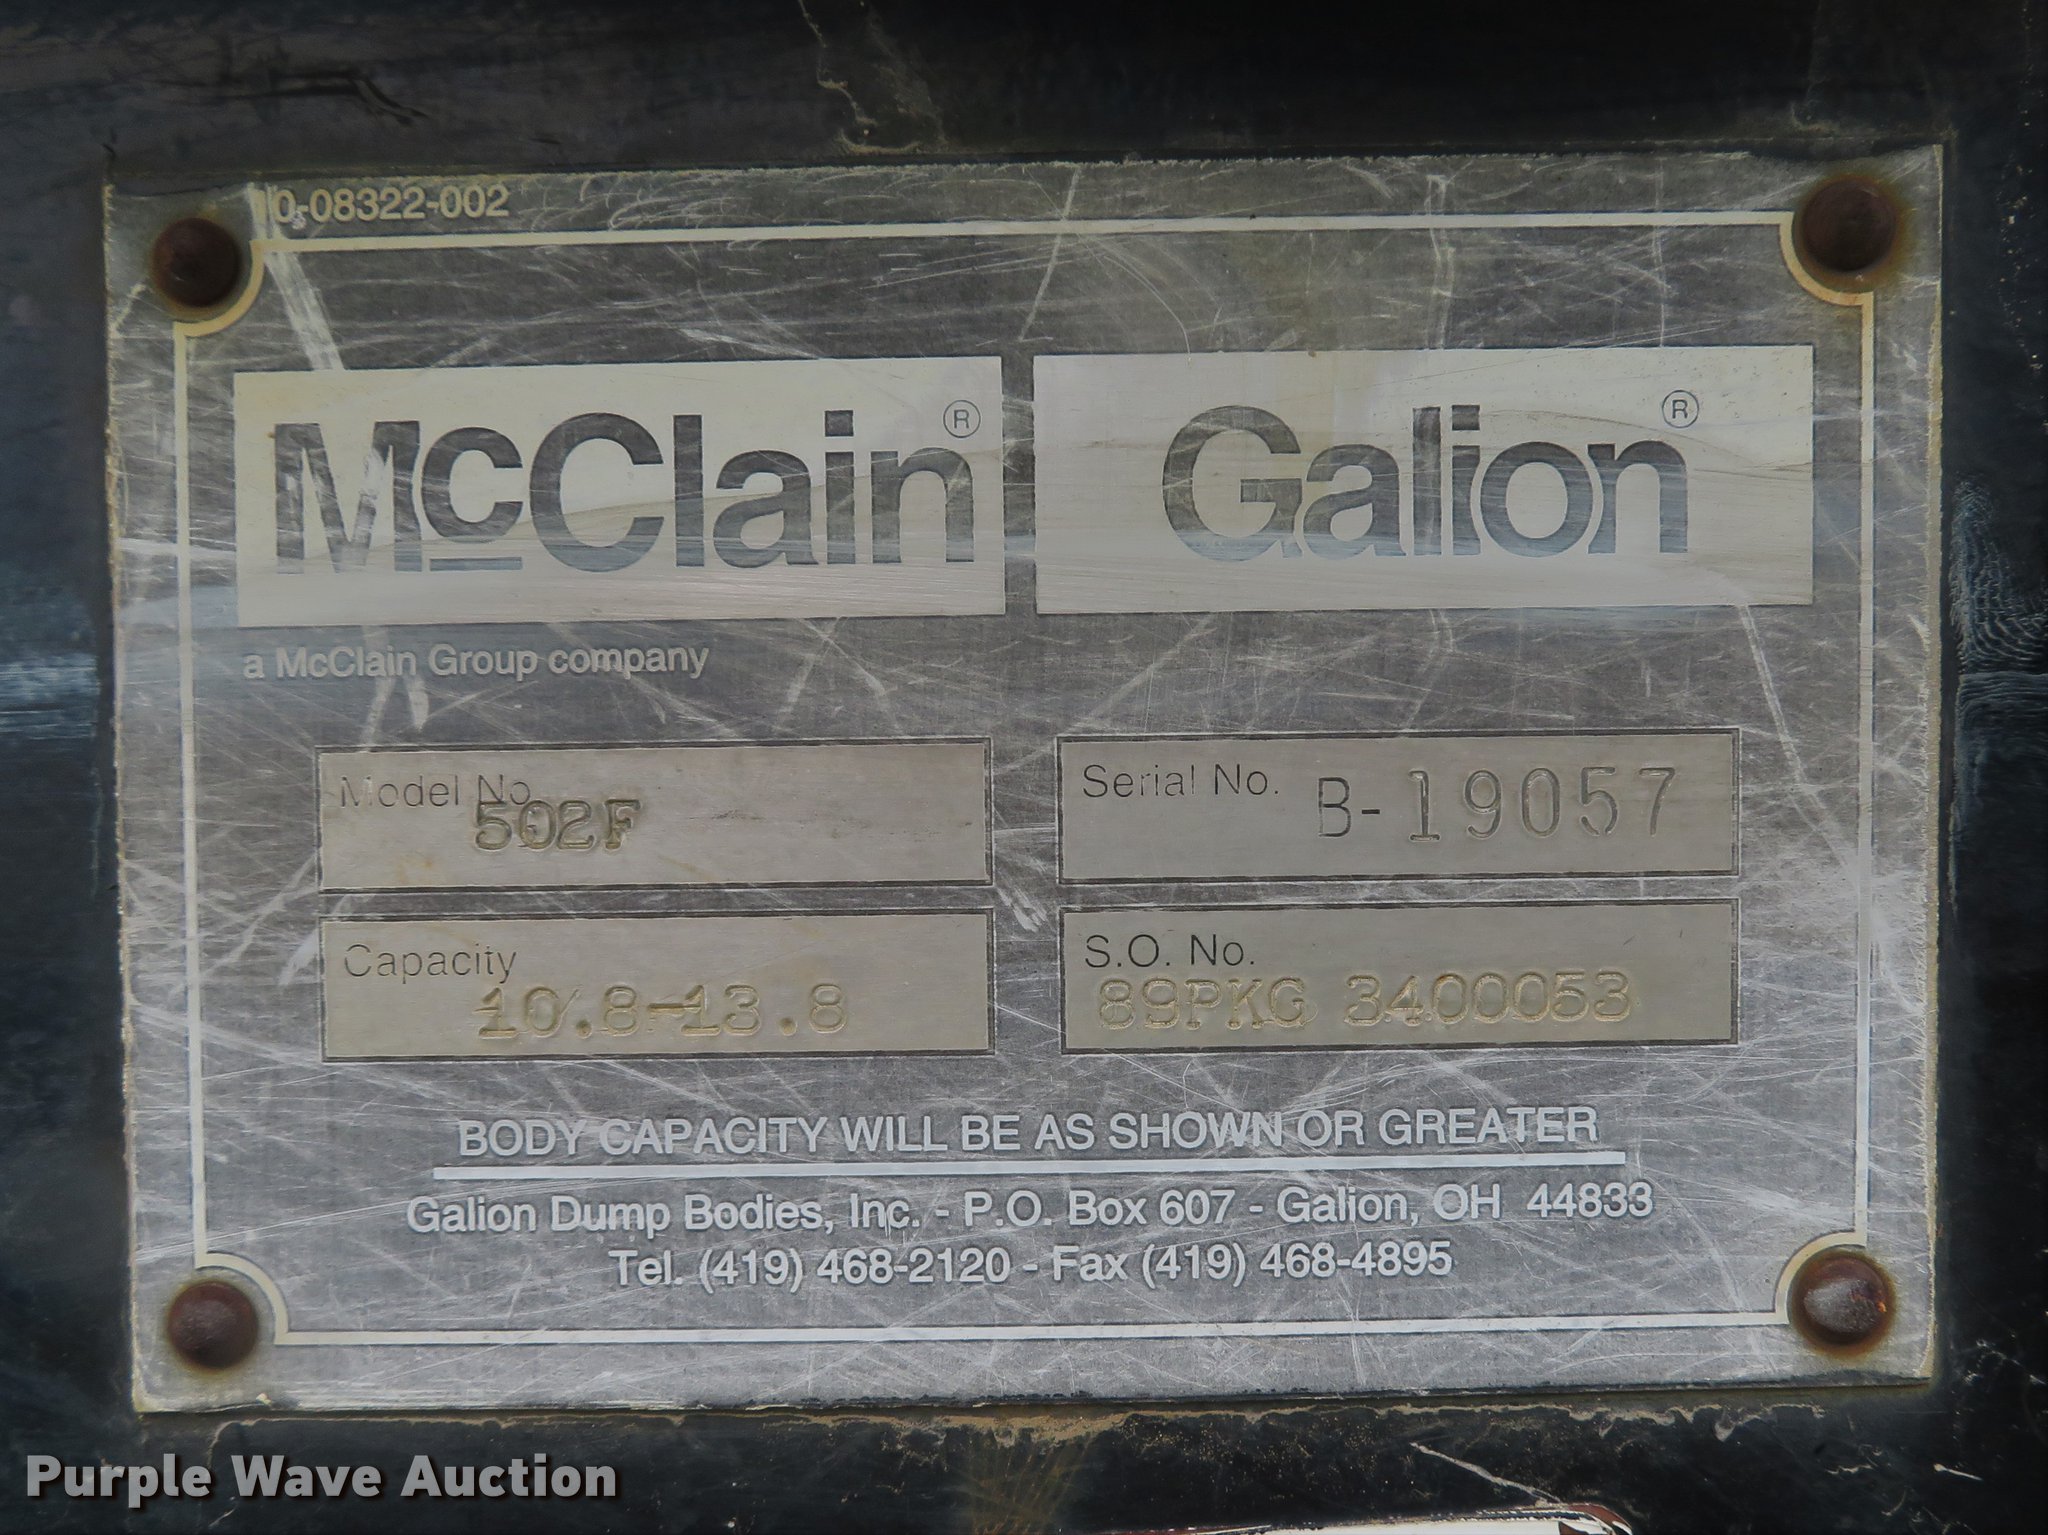 10-08322-002
McClain® Galion®
a McClain Group company
Model No. 502F
Serial No. B-19057
Capacity 10.8-13.8
S.O. No. 89PKG 3400053
BODY CAPACITY WILL BE AS SHOWN OR GREATER
Galion Dump Bodies, Inc. - P.O. Box 607 - Galion, OH 44833
Tel. (419) 468-2120 - Fax (419) 468-4895
Purple Wave Auction